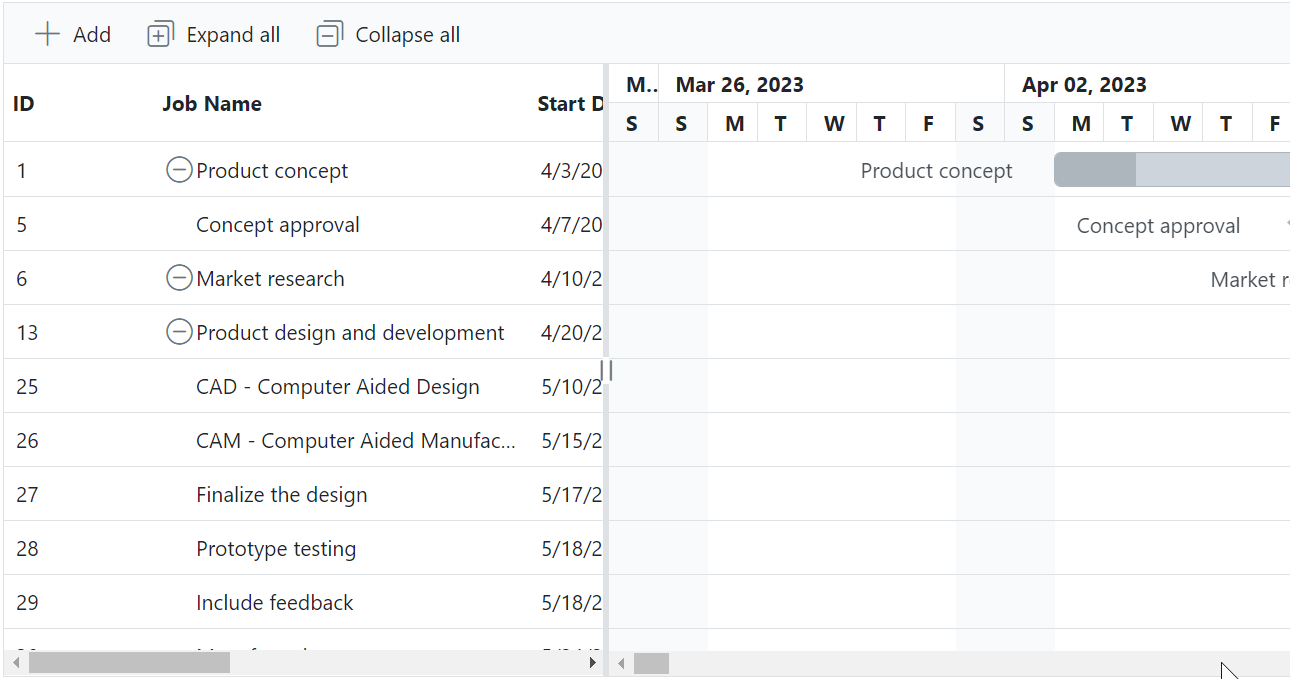 Add Expand all Collapse all
ID Job Name Start D M.. Mar 26, 2023 Apr 02, 2023
S S M T W T F S S M T W T F
1 Product concept 4/3/20 Product concept
5 Concept approval 4/7/20 Concept approval
6 Market research 4/10/2 Market r
13 Product design and development 4/20/2
25 CAD - Computer Aided Design 5/10/2
26 CAM - Computer Aided Manufac... 5/15/2
27 Finalize the design 5/17/2
28 Prototype testing 5/18/2
29 Include feedback 5/18/2